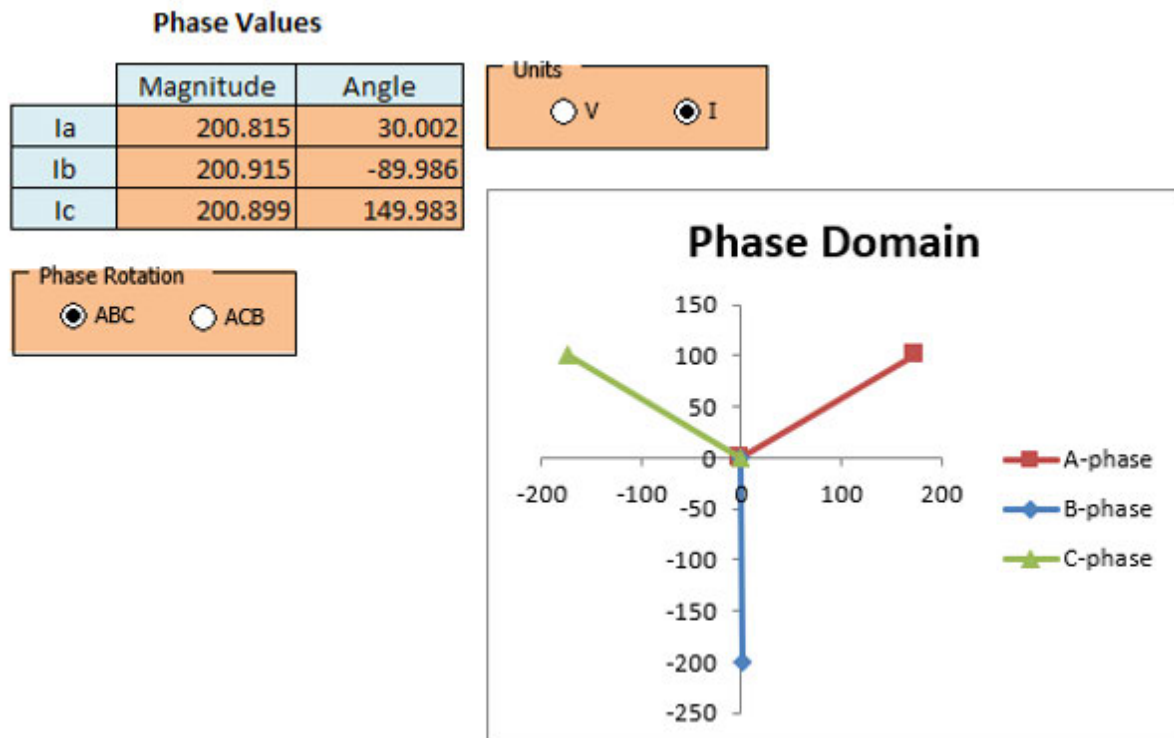 Phase Values
Magnitude Angle
Ia 200.815 30.002
Ib 200.915 -89.986
Ic 200.899 149.983
Units
V I
Phase Rotation
ABC ACB
Phase Domain
150
100
50
0
-50
-100
-150
-200
-250
-200 -100 0 100 200
A-phase
B-phase
C-phase